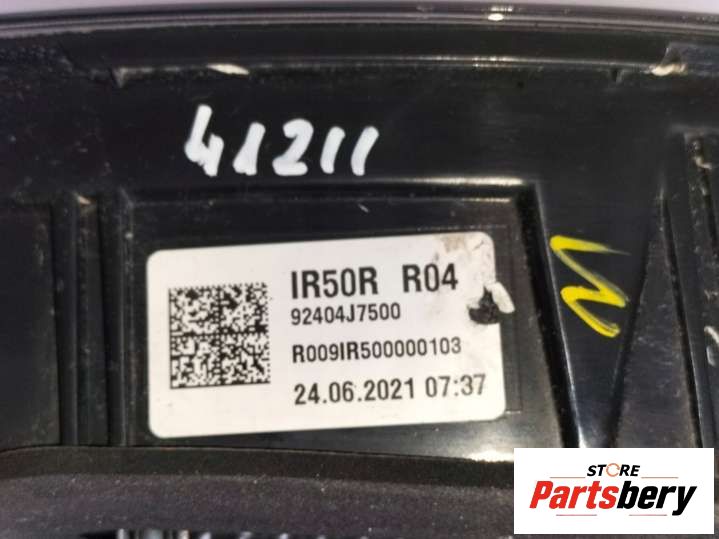 41211
IR50R R04
92404J7500
R009IR500000103
24.06.2021 07:37
STORE
Partsbery